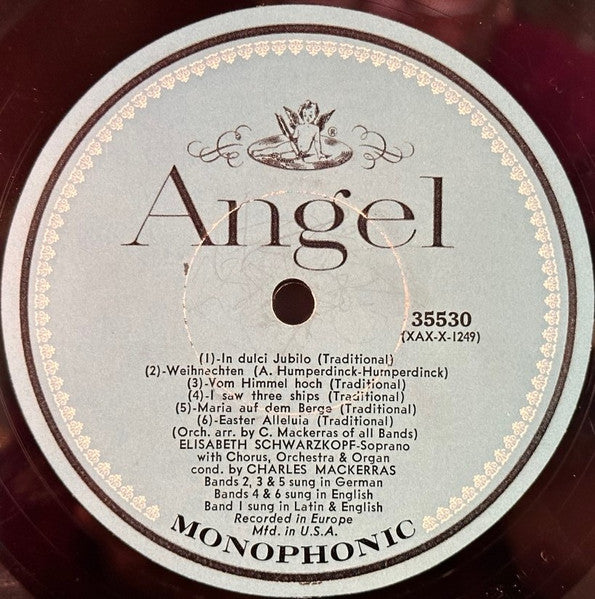 ®
Angel
35530
(XAX-X-1249)
(1)-In dulci Jubilo (Traditional)
(2)-Weihnachten (A. Humperdinck-Humperdinck)
(3)-Vom Himmel hoch (Traditional)
(4)-I saw three ships (Traditional)
(5)-Maria auf dem Berge (Traditional)
(6)-Easter Alleluia (Traditional)
(Orch. arr. by C. Mackerras of all Bands)
ELISABETH SCHWARZKOPF-Soprano
with Chorus, Orchestra & Organ
cond. by CHARLES MACKERRAS
Bands 2, 3 & 5 sung in German
Bands 4 & 6 sung in English
Band 1 sung in Latin & English
Recorded in Europe
Mfd. in U.S.A.
MONOPHONIC